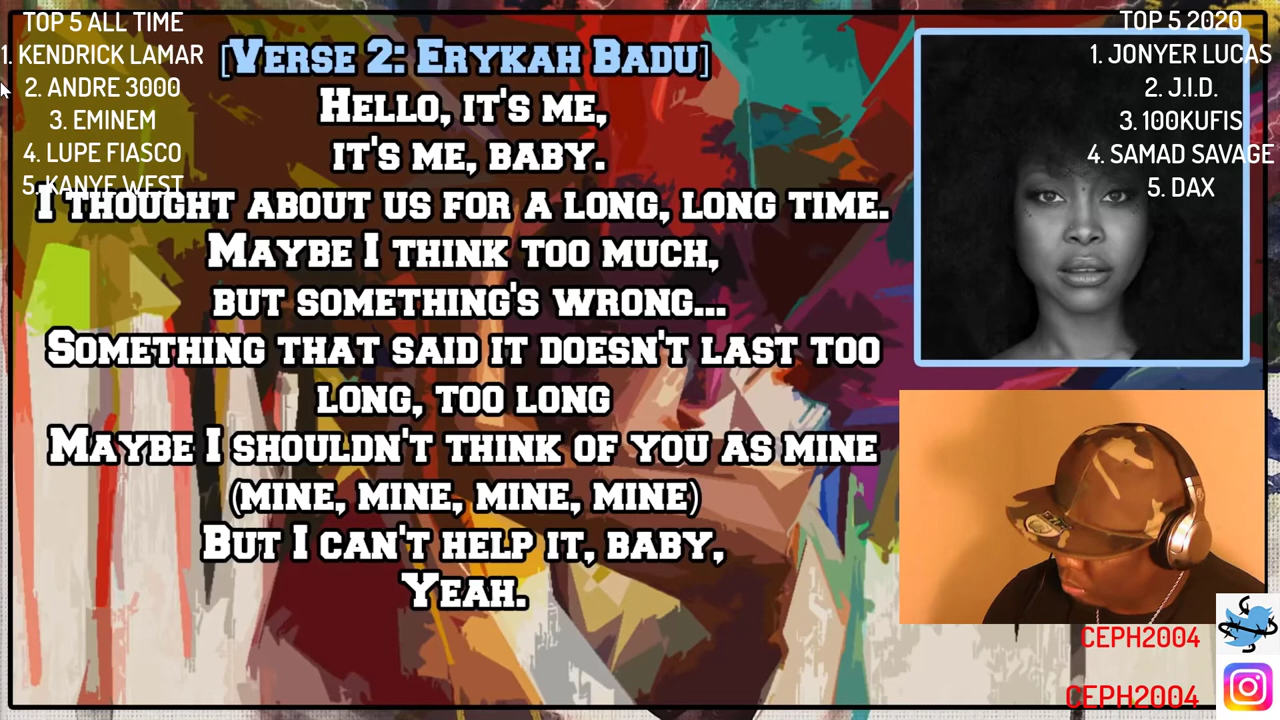 TOP 5 ALL TIME
1. KENDRICK LAMAR
2. ANDRE 3000
3. EMINEM
4. LUPE FIASCO
5. KANYE WEST
[VERSE 2: ERYKAH BADU]
HELLO, IT'S ME,
IT'S ME, BABY.
I THOUGHT ABOUT US FOR A LONG, LONG TIME.
MAYBE I THINK TOO MUCH,
BUT SOMETHING'S WRONG...
SOMETHING THAT SAID IT DOESN'T LAST TOO
LONG, TOO LONG
MAYBE I SHOULDN'T THINK OF YOU AS MINE
(MINE, MINE, MINE, MINE)
BUT I CAN'T HELP IT, BABY,
YEAH.
TOP 5 2020
1. JONYER LUCAS
2. J.I.D.
3. 100KUFIS
4. SAMAD SAVAGE
5. DAX
CEPH2004
CEPH2004